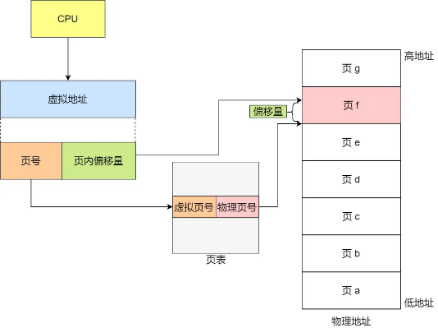 CPU
虚拟地址
页号
页内偏移量
虚拟页号
物理页号
页表
偏移量
高地址
页 g
页 f
页 e
页 d
页 c
页 b
页 a
低地址
物理地址